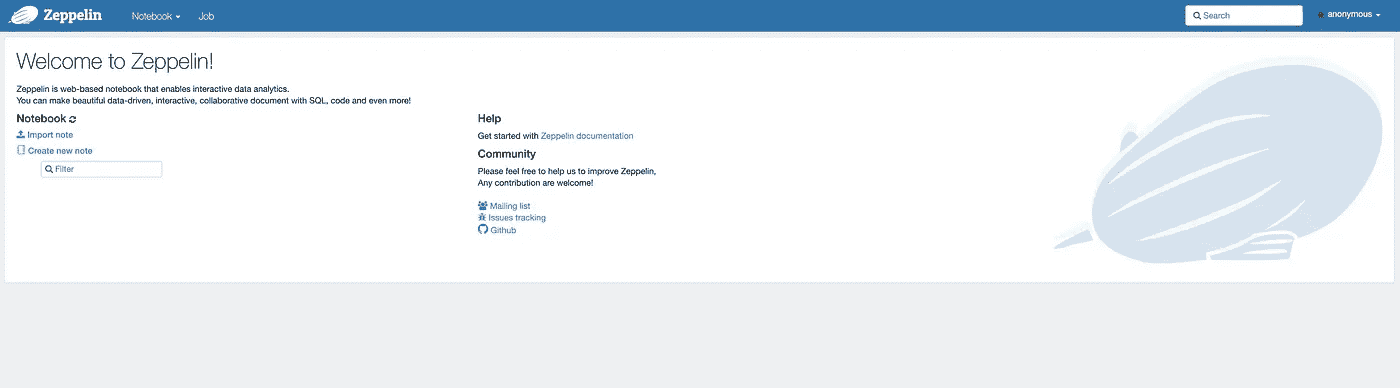 Zeppelin
Notebook
Job
Search
anonymous
Welcome to Zeppelin!
Zeppelin is web-based notebook that enables interactive data analytics.
You can make beautiful data-driven, interactive, collaborative document with SQL, code and even more!
Notebook
Import note
Create new note
Filter
Help
Get started with Zeppelin documentation
Community
Please feel free to help us to improve Zeppelin,
Any contribution are welcome!
Mailing list
Issues tracking
Github